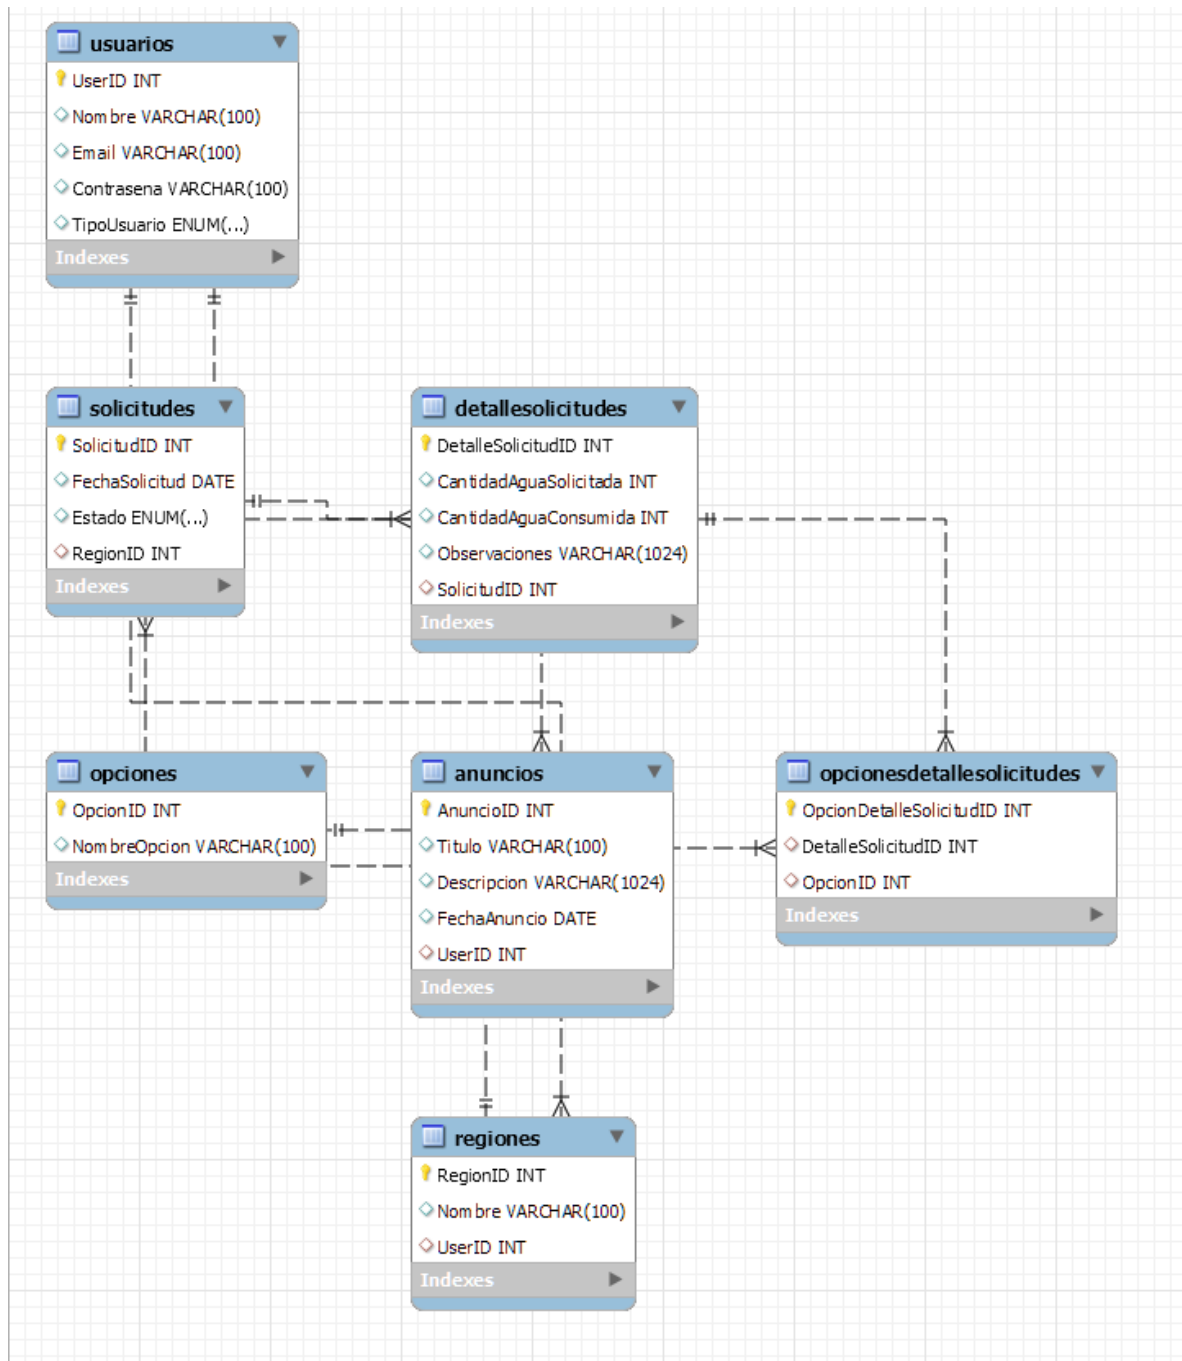 usuarios
UserID INT
Nombre VARCHAR(100)
Email VARCHAR(100)
Contrasena VARCHAR(100)
TipoUsuario ENUM(...)
Indexes
solicitudes
SolicitudID INT
FechaSolicitud DATE
Estado ENUM(...)
RegionID INT
Indexes
detallesolicitudes
DetalleSolicitudID INT
CantidadAguaSolicitada INT
CantidadAguaConsumida INT
Observaciones VARCHAR(1024)
SolicitudID INT
Indexes
opciones
OpcionID INT
NombreOpcion VARCHAR(100)
Indexes
anuncios
AnuncioID INT
Titulo VARCHAR(100)
Descripcion VARCHAR(1024)
FechaAnuncio DATE
UserID INT
Indexes
opcionesdetallesolicitudes
OpcionDetalleSolicitudID INT
DetalleSolicitudID INT
OpcionID INT
Indexes
regiones
RegionID INT
Nombre VARCHAR(100)
UserID INT
Indexes